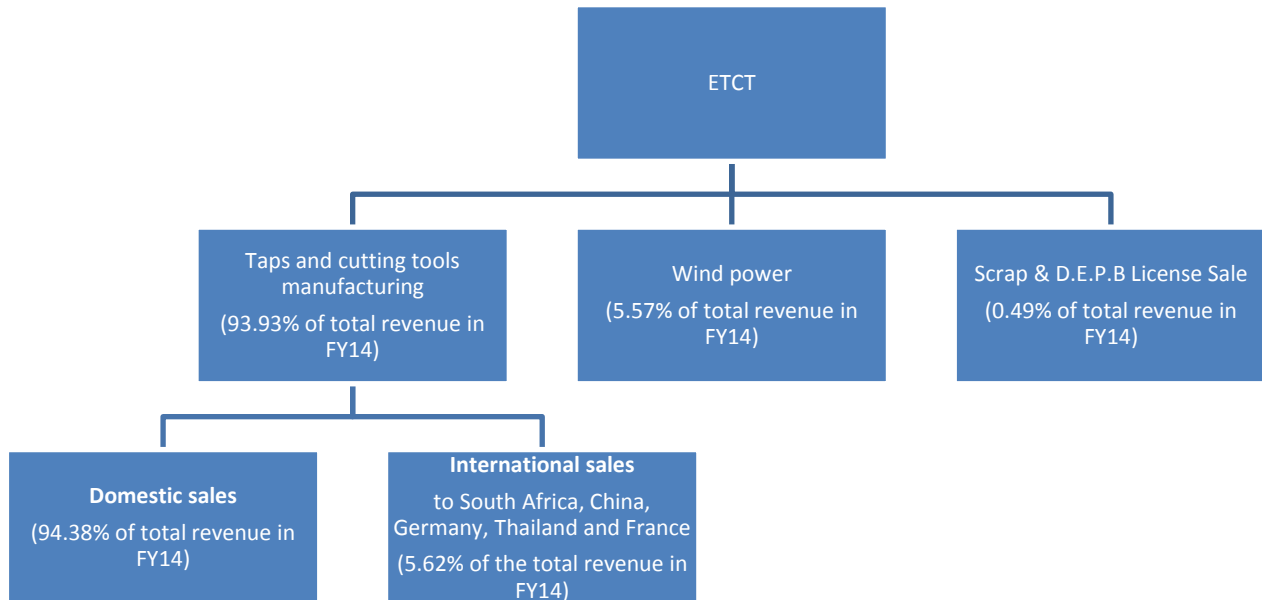 ETCT
Taps and cutting tools
manufacturing
(93.93% of total revenue in
FY14)
Wind power
(5.57% of total revenue in
FY14)
Scrap & D.E.P.B License Sale
(0.49% of total revenue in
FY14)
Domestic sales
(94.38% of total revenue in
FY14)
International sales
to South Africa, China,
Germany, Thailand and France
(5.62% of the total revenue in
FY14)